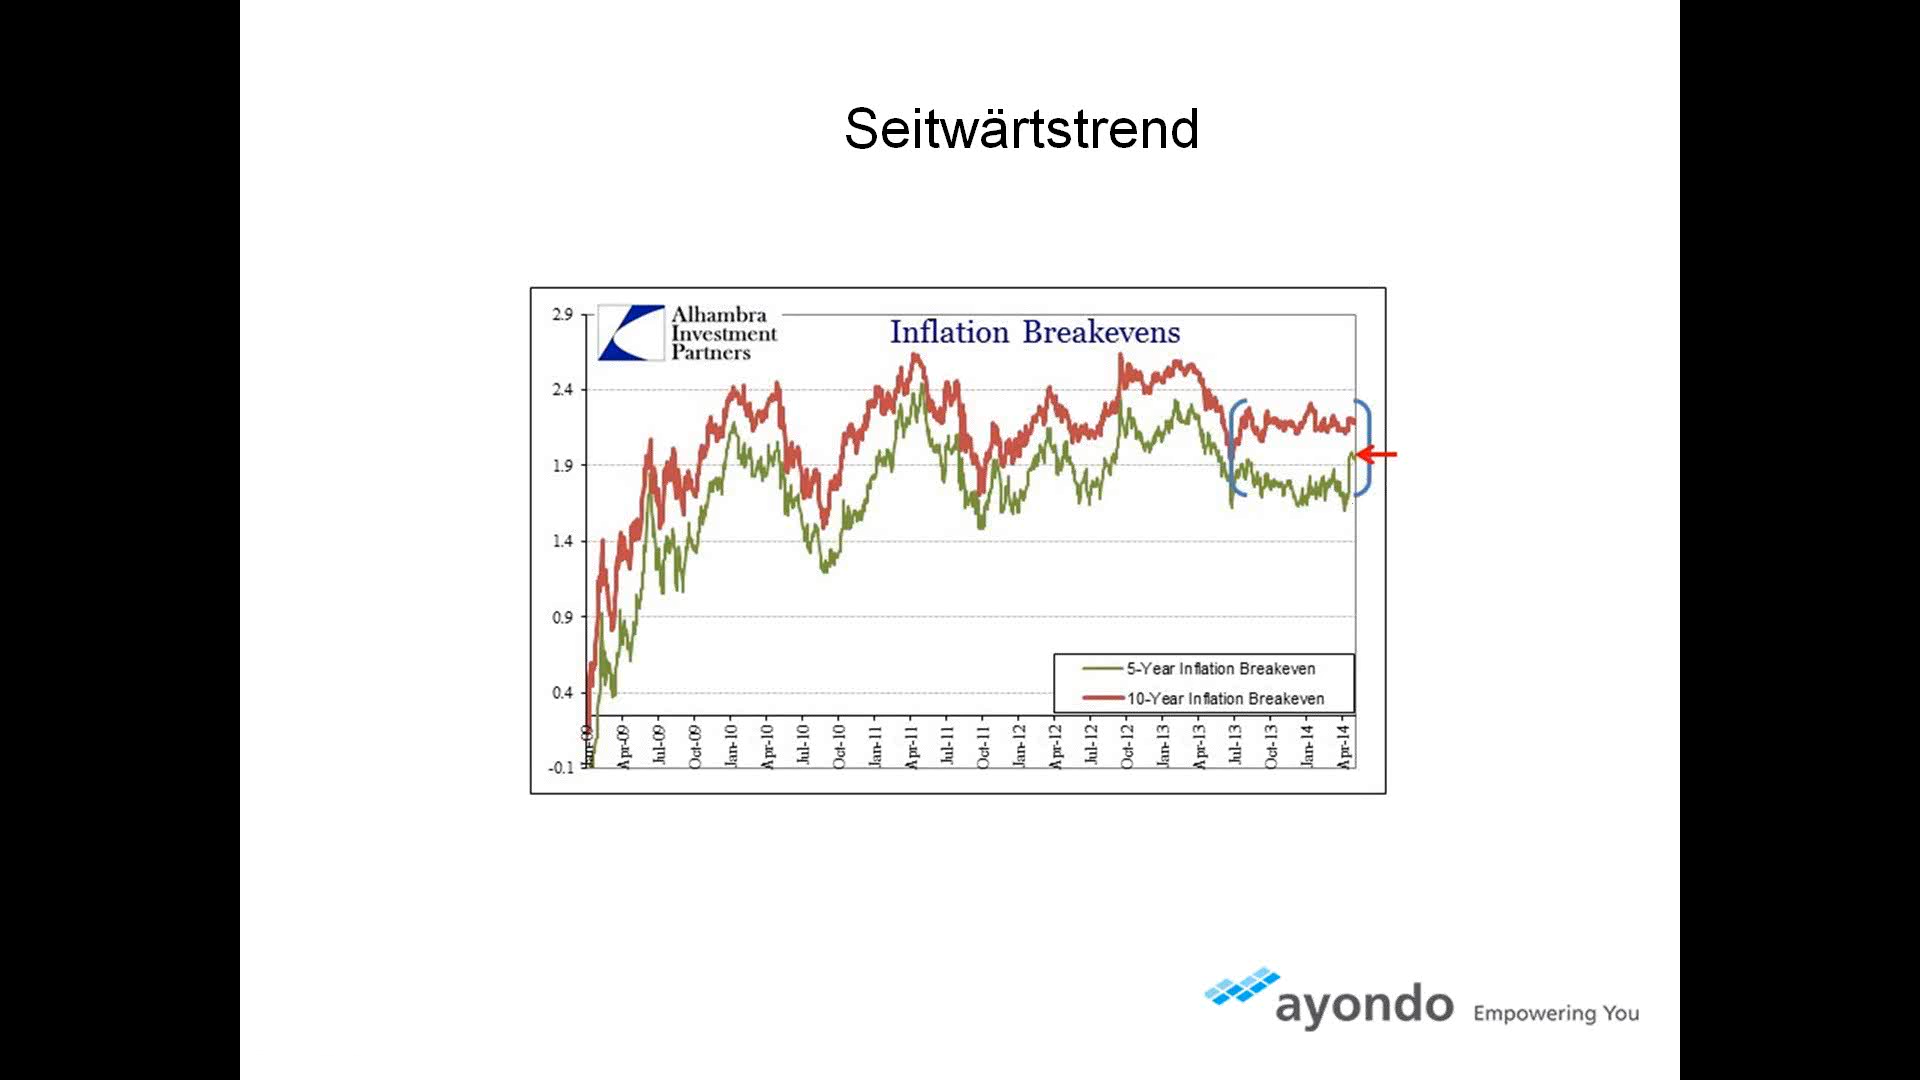 Seitwärtstrend
Alhambra
Investment
Partners
Inflation Breakevens
2.9
2.4
1.9
1.4
0.9
0.4
-0.1
5-Year Inflation Breakeven
10-Year Inflation Breakeven
Jan-09
Apr-09
Jul-09
Oct-09
Jan-10
Apr-10
Jul-10
Oct-10
Jan-11
Apr-11
Jul-11
Oct-11
Jan-12
Apr-12
Jul-12
Oct-12
Jan-13
Apr-13
Jul-13
Oct-13
Jan-14
Apr-14
ayondo Empowering You